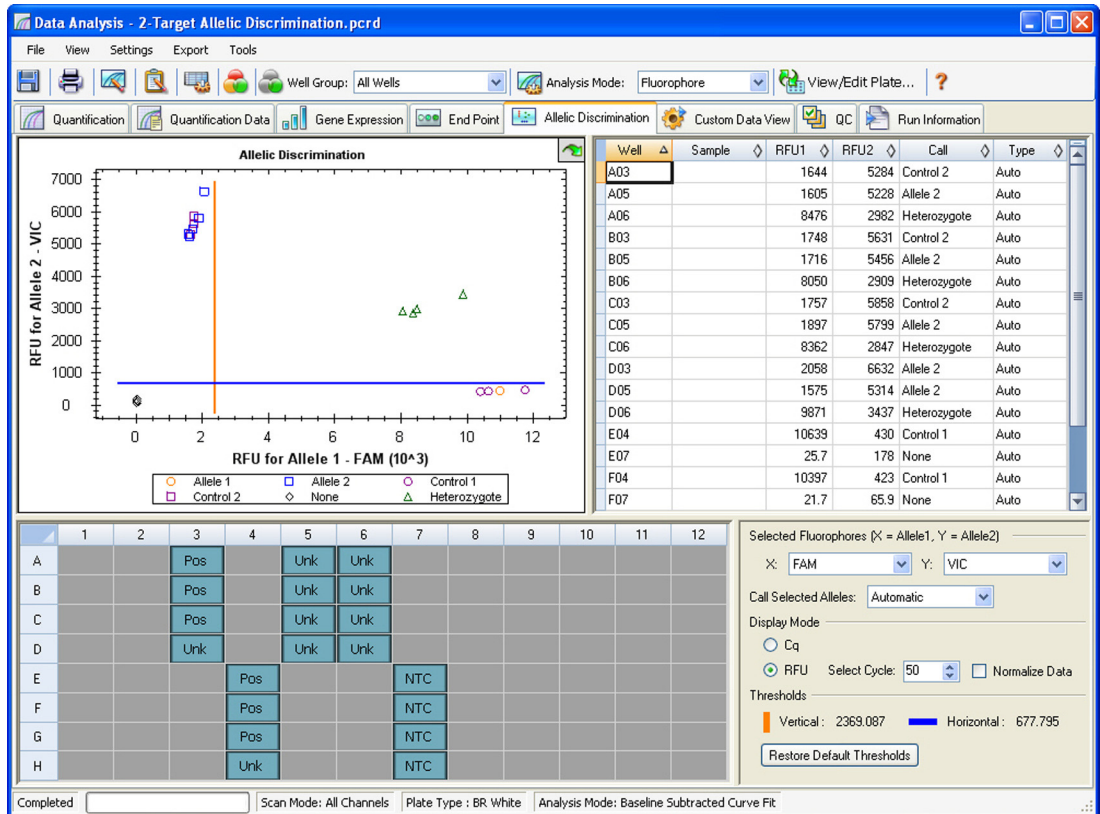 Data Analysis - 2-Target Allelic Discrimination.pcrd
File View Settings Export Tools
Well Group: All Wells Analysis Mode: Fluorophore View/Edit Plate... ?
Quantification Quantification Data Gene Expression End Point Allelic Discrimination Custom Data View QC Run Information
Allelic Discrimination
RFU for Allele 2 - VIC
7000
6000
5000
4000
3000
2000
1000
0
0 2 4 6 8 10 12
RFU for Allele 1 - FAM (10^3)
Allele 1 Allele 2 Control 1
Control 2 None Heterozygote
Well Sample RFU1 RFU2 Call Type
A03 1644 5284 Control 2 Auto
A05 1605 5228 Allele 2 Auto
A06 8476 2982 Heterozygote Auto
B03 1748 5631 Control 2 Auto
B05 1716 5456 Allele 2 Auto
B06 8050 2909 Heterozygote Auto
C03 1757 5858 Control 2 Auto
C05 1897 5799 Allele 2 Auto
C06 8362 2847 Heterozygote Auto
D03 2058 6632 Allele 2 Auto
D05 1575 5314 Allele 2 Auto
D06 9871 3437 Heterozygote Auto
E04 10639 430 Control 1 Auto
E07 25.7 178 None Auto
F04 10397 423 Control 1 Auto
F07 21.7 65.9 None Auto
1 2 3 4 5 6 7 8 9 10 11 12
A Pos Unk Unk
B Pos Unk Unk
C Pos Unk Unk
D Unk Unk Unk
E Pos NTC
F Pos NTC
G Pos NTC
H Unk NTC
Selected Fluorophores (X = Allele1, Y = Allele2)
X: FAM Y: VIC
Call Selected Alleles: Automatic
Display Mode
Cq
RFU Select Cycle: 50 Normalize Data
Thresholds
Vertical : 2369.087 Horizontal : 677.795
Restore Default Thresholds
Completed Scan Mode: All Channels Plate Type : BR White Analysis Mode: Baseline Subtracted Curve Fit